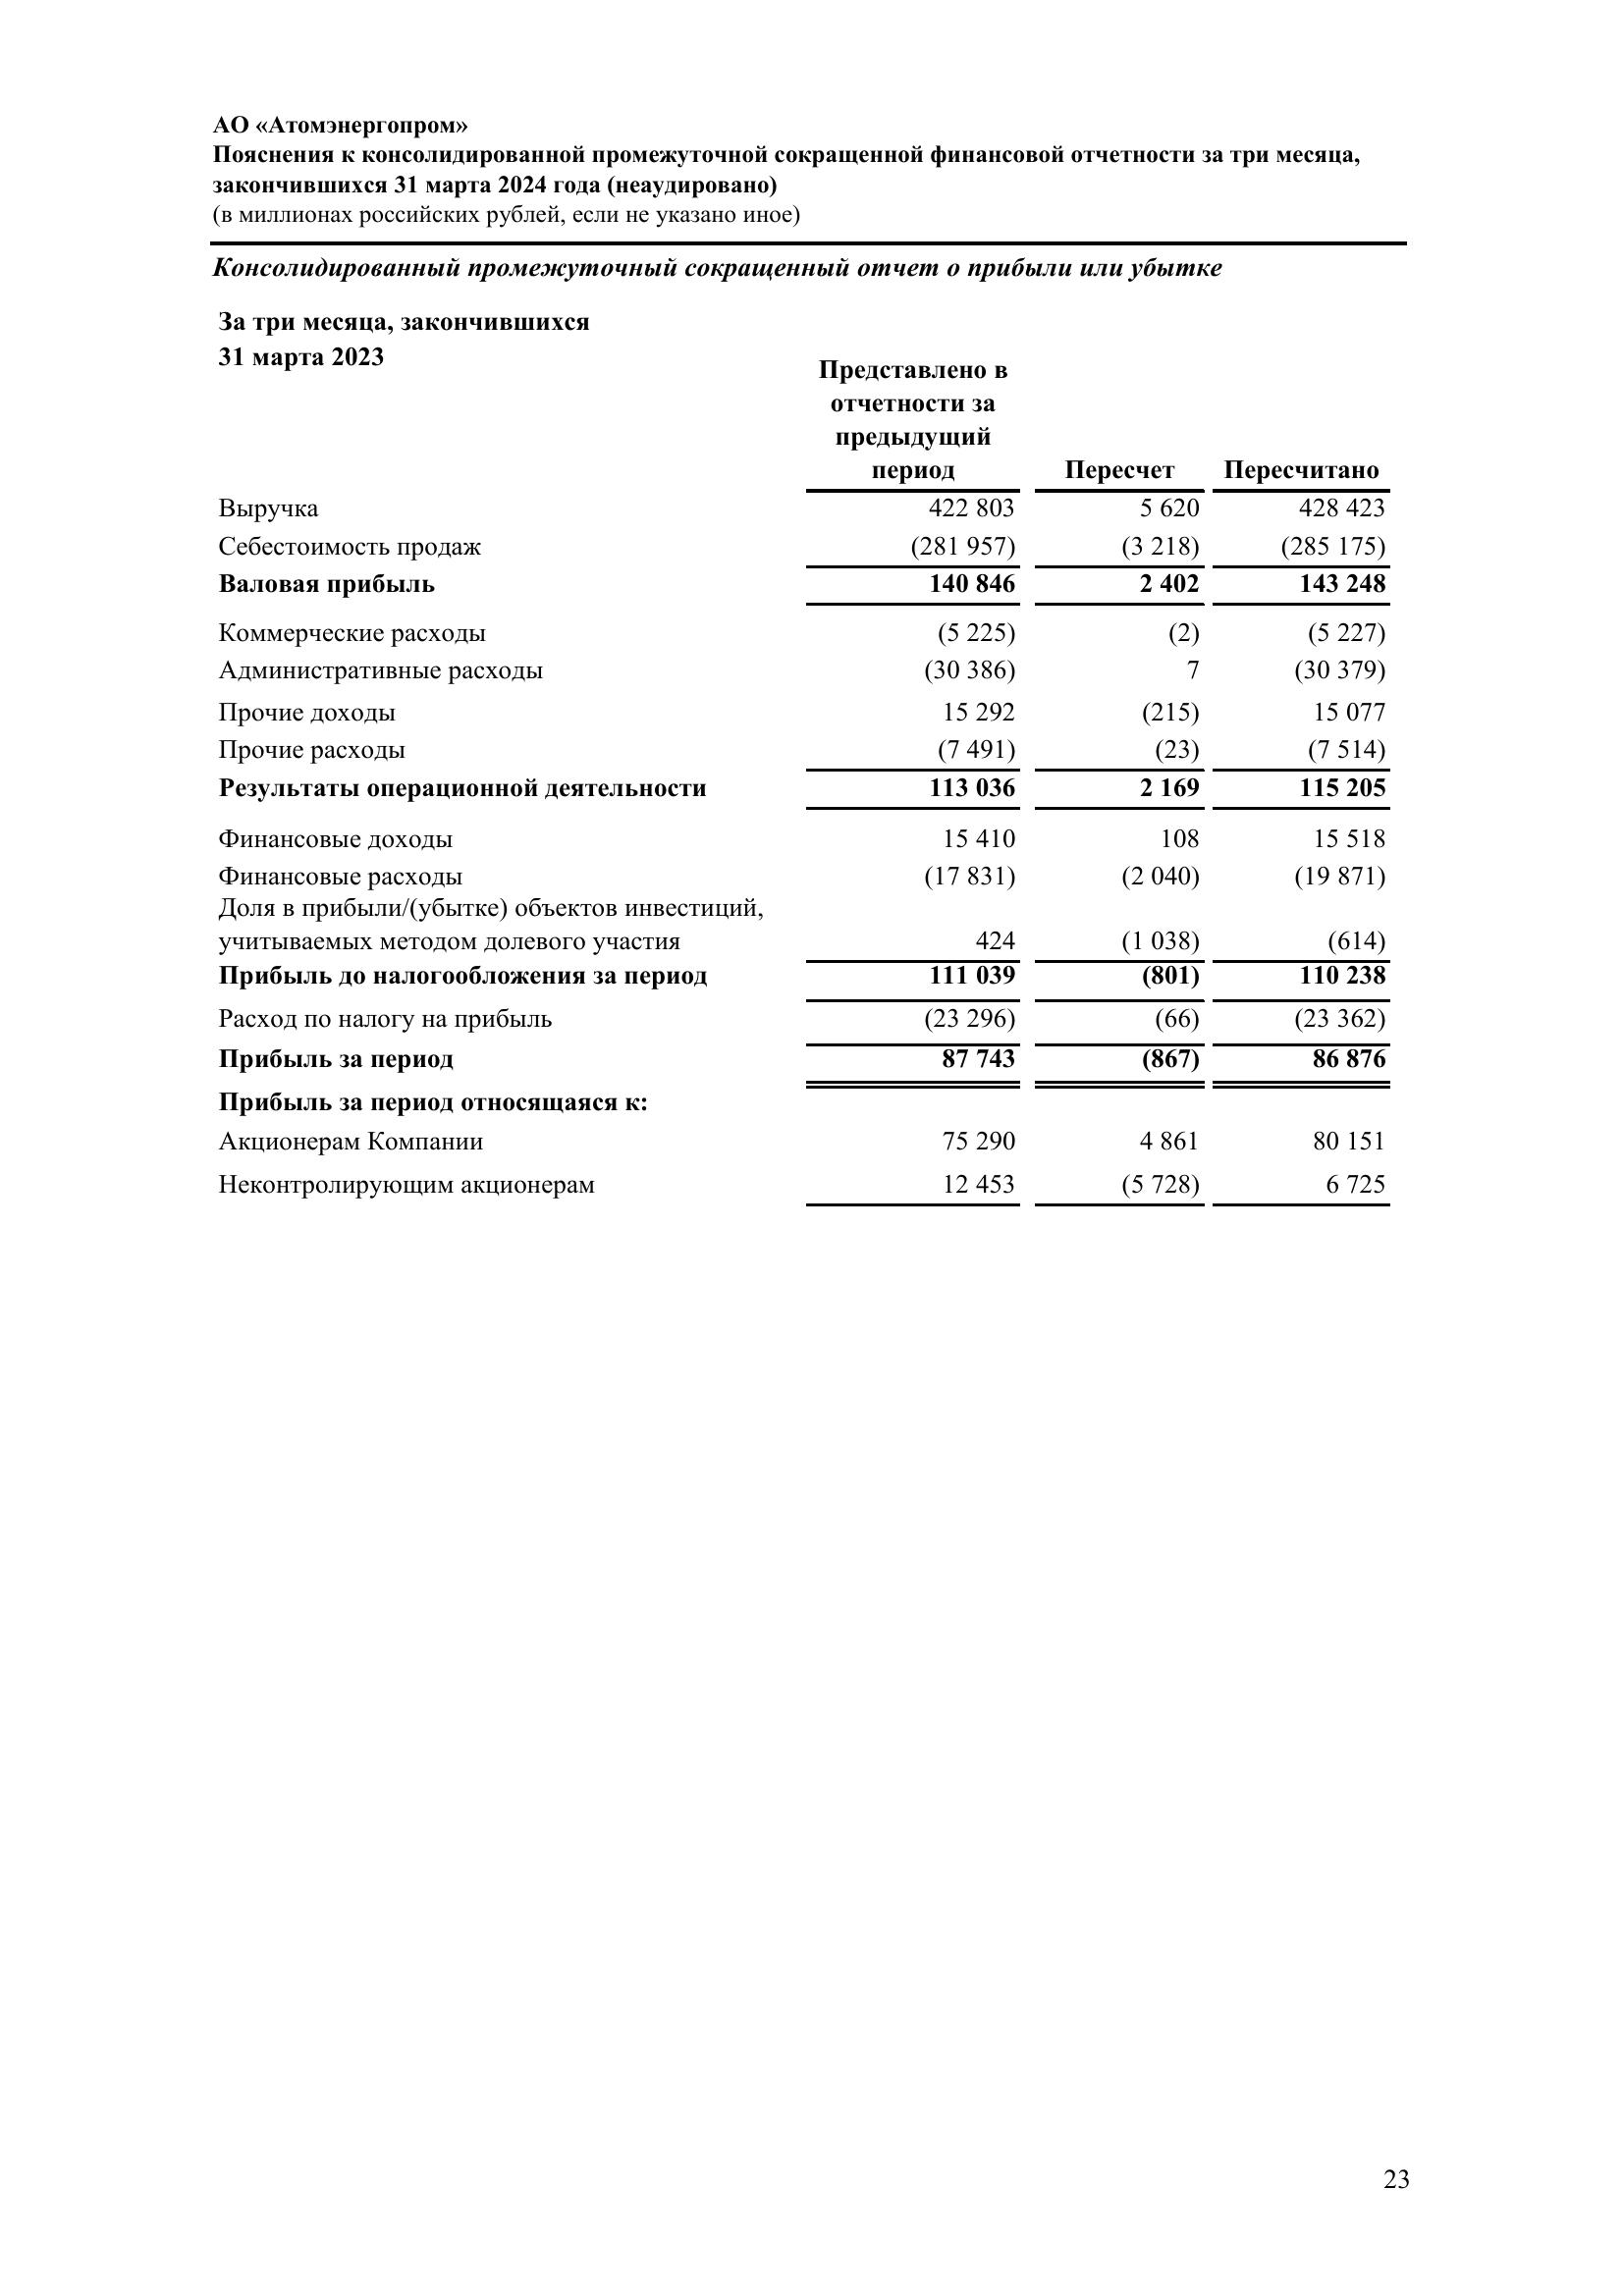 АО «Атомэнергопром»
Пояснения к консолидированной промежуточной сокращенной финансовой отчетности за три месяца,
закончившихся 31 марта 2024 года (неаудировано)
(в миллионах российских рублей, если не указано иное)
Консолидированный промежуточный сокращенный отчет о прибыли или убытке
За три месяца, закончившихся
31 марта 2023
Представлено в
отчетности за
предыдущий
период Пересчет Пересчитано
Выручка 422 803 5 620 428 423
Себестоимость продаж (281 957) (3 218) (285 175)
Валовая прибыль 140 846 2 402 143 248
Коммерческие расходы (5 225) (2) (5 227)
Административные расходы (30 386) 7 (30 379)
Прочие доходы 15 292 (215) 15 077
Прочие расходы (7 491) (23) (7 514)
Результаты операционной деятельности 113 036 2 169 115 205
Финансовые доходы 15 410 108 15 518
Финансовые расходы (17 831) (2 040) (19 871)
Доля в прибыли/(убытке) объектов инвестиций,
учитываемых методом долевого участия 424 (1 038) (614)
Прибыль до налогообложения за период 111 039 (801) 110 238
Расход по налогу на прибыль (23 296) (66) (23 362)
Прибыль за период 87 743 (867) 86 876
Прибыль за период относящаяся к:
Акционерам Компании 75 290 4 861 80 151
Неконтролирующим акционерам 12 453 (5 728) 6 725
23